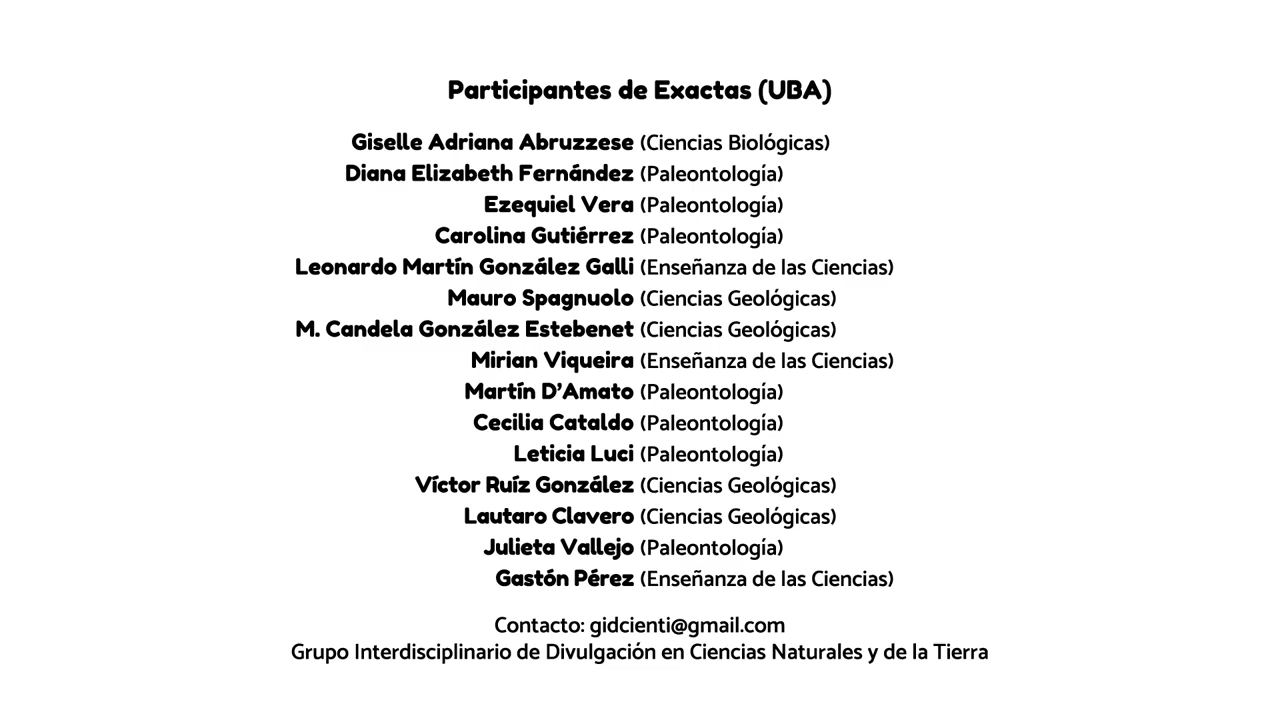 Participantes de Exactas (UBA)
Giselle Adriana Abruzzese (Ciencias Biológicas)
Diana Elizabeth Fernández (Paleontología)
Ezequiel Vera (Paleontología)
Carolina Gutiérrez (Paleontología)
Leonardo Martín González Galli (Enseñanza de las Ciencias)
Mauro Spagnuolo (Ciencias Geológicas)
M. Candela González Estebenet (Ciencias Geológicas)
Mirian Viqueira (Enseñanza de las Ciencias)
Martín D’Amato (Paleontología)
Cecilia Cataldo (Paleontología)
Leticia Luci (Paleontología)
Víctor Ruíz González (Ciencias Geológicas)
Lautaro Clavero (Ciencias Geológicas)
Julieta Vallejo (Paleontología)
Gastón Pérez (Enseñanza de las Ciencias)
Contacto: gidcienti@gmail.com
Grupo Interdisciplinario de Divulgación en Ciencias Naturales y de la Tierra